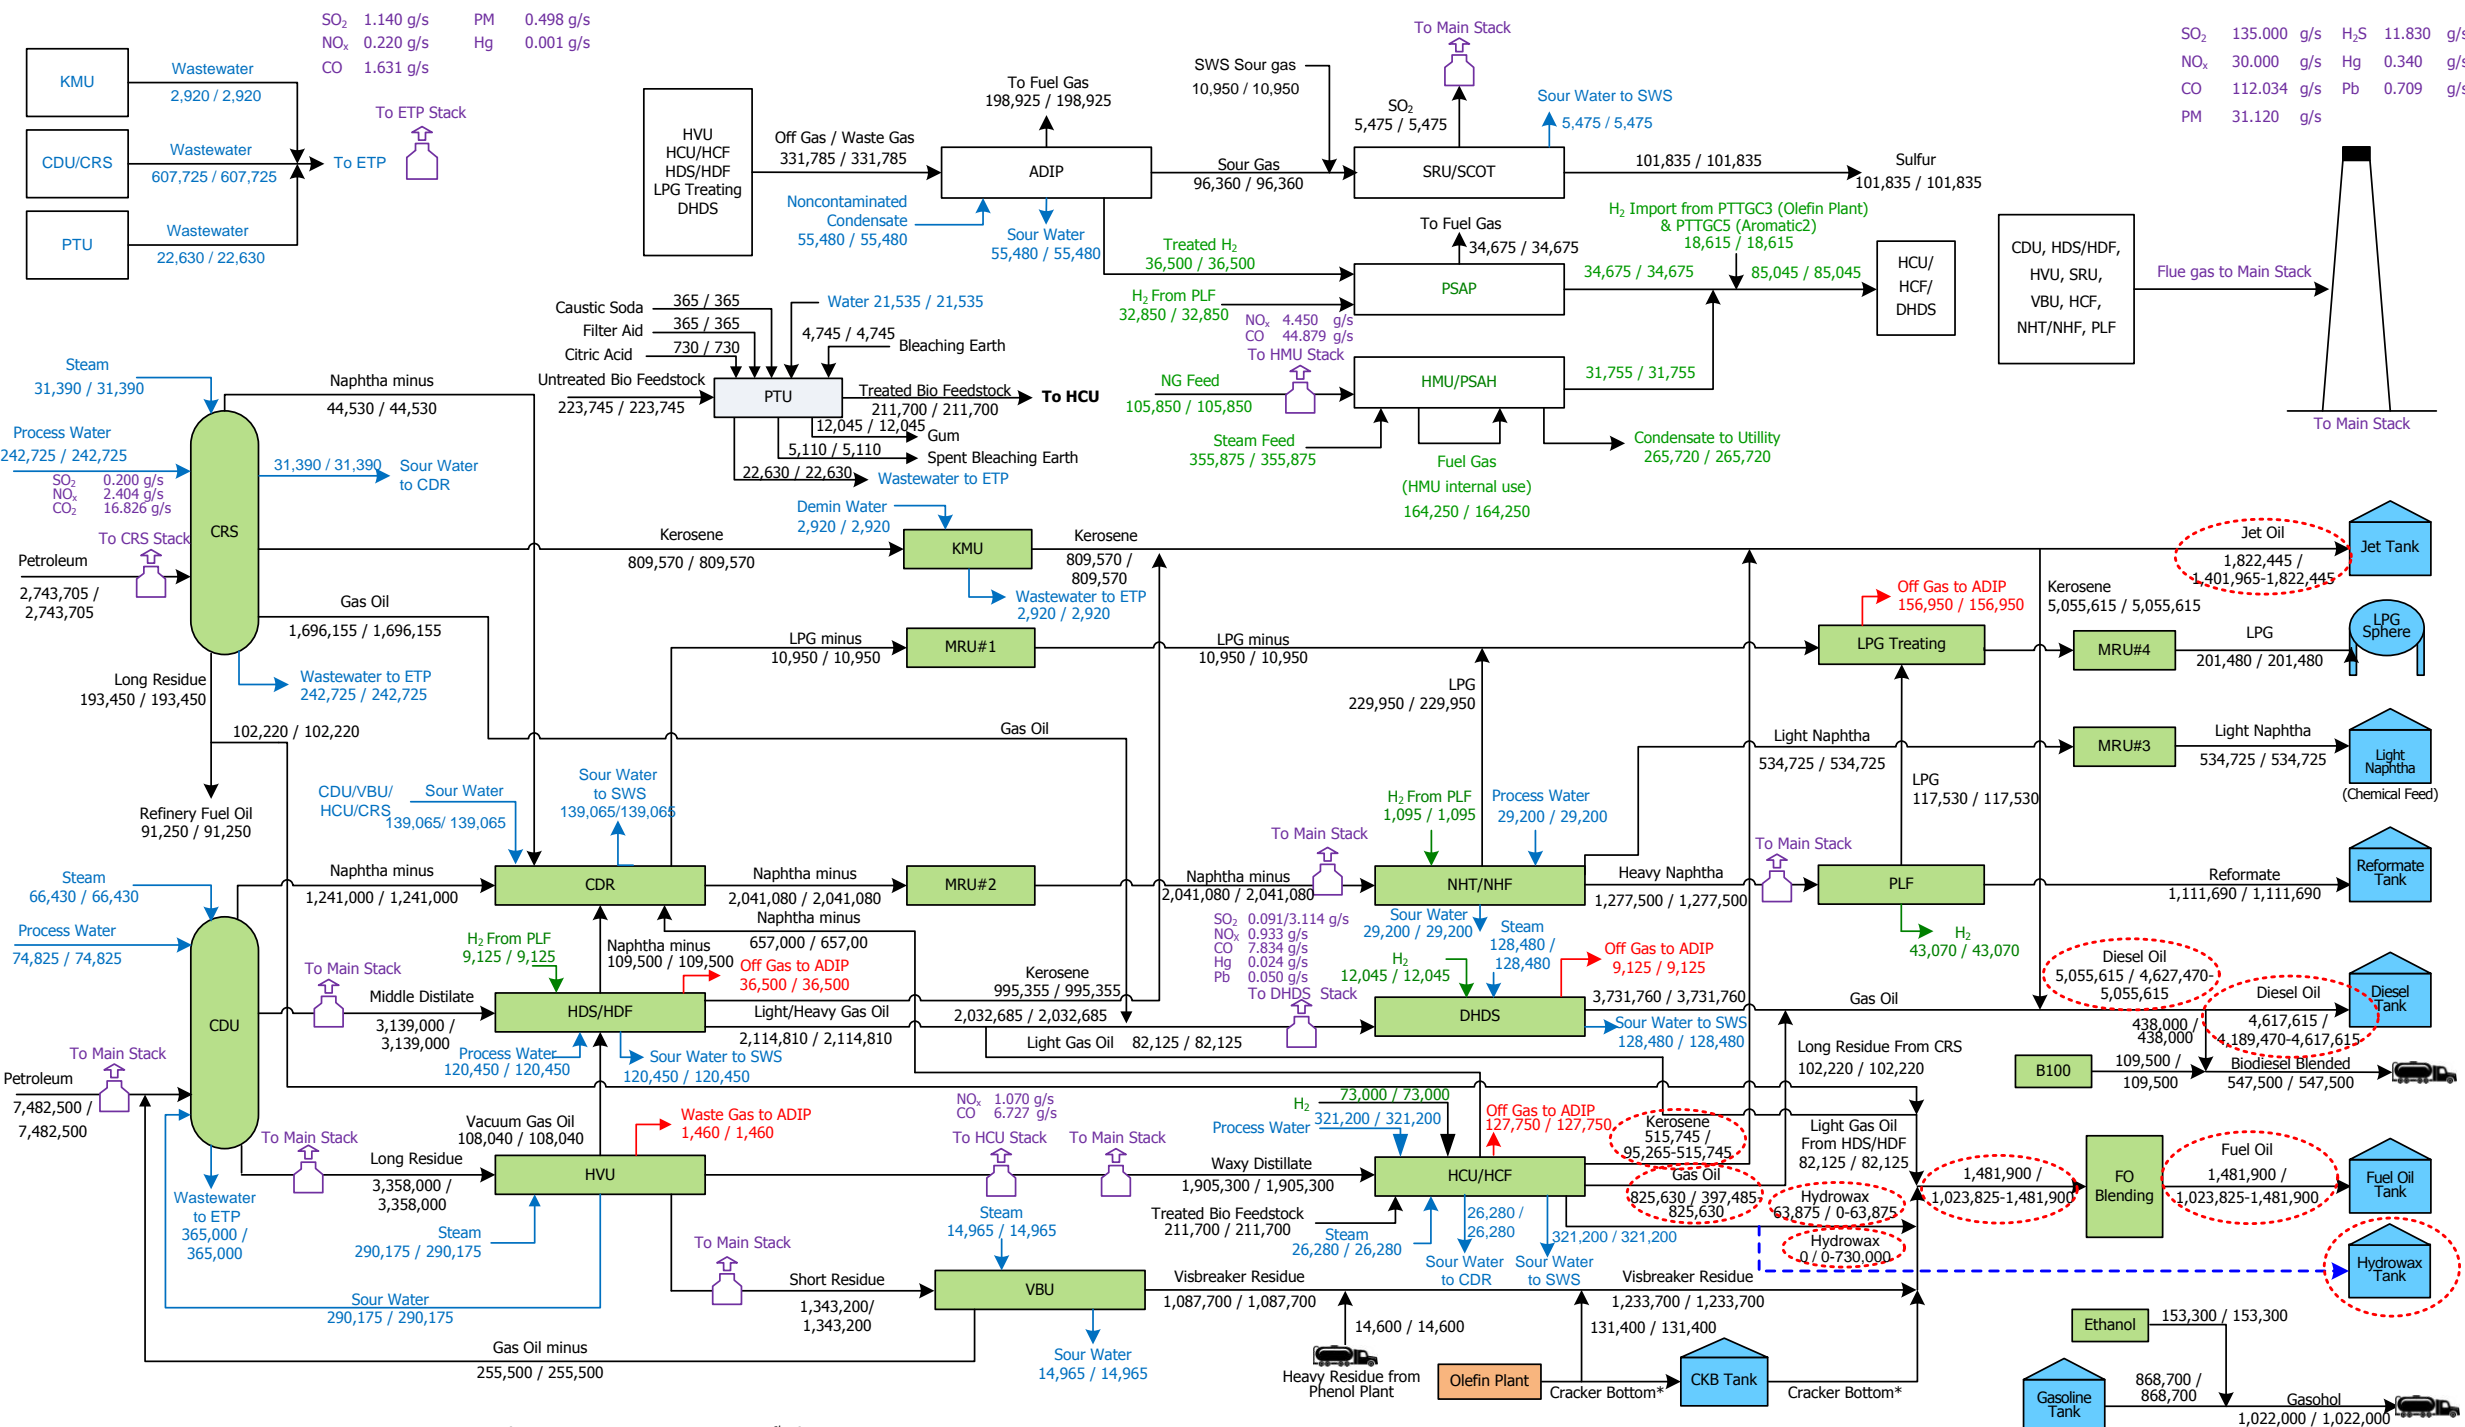 SO₂ 1.140 g/s PM 0.498 g/s
NOₓ 0.220 g/s Hg 0.001 g/s
CO 1.631 g/s
KMU
Wastewater
2,920 / 2,920
CDU/CRS
Wastewater
607,725 / 607,725
To ETP
To ETP Stack
PTU
Wastewater
22,630 / 22,630
HVU
HCU/HCF
HDS/HDF
LPG Treating
DHDS
Off Gas / Waste Gas
331,785 / 331,785
To Fuel Gas
198,925 / 198,925
ADIP
Noncontaminated
Condensate
55,480 / 55,480
Sour Water
55,480 / 55,480
Sour Gas
96,360 / 96,360
SWS Sour gas
10,950 / 10,950
To Main Stack
SO₂
5,475 / 5,475
Sour Water to SWS
5,475 / 5,475
SRU/SCOT
101,835 / 101,835
Sulfur
101,835 / 101,835
SO₂ 135.000 g/s H₂S 11.830 g/s
NOₓ 30.000 g/s Hg 0.340 g/s
CO 112.034 g/s Pb 0.709 g/s
PM 31.120 g/s
Treated H₂
36,500 / 36,500
H₂ From PLF
32,850 / 32,850
To Fuel Gas
34,675 / 34,675
PSAP
34,675 / 34,675
H₂ Import from PTTGC3 (Olefin Plant)
& PTTGC5 (Aromatic2)
18,615 / 18,615
85,045 / 85,045
HCU/
HCF/
DHDS
CDU, HDS/HDF,
HVU, SRU,
VBU, HCF,
NHT/NHF, PLF
Flue gas to Main Stack
To Main Stack
NOₓ 4.450 g/s
CO 44.879 g/s
To HMU Stack
NG Feed
105,850 / 105,850
HMU/PSAH
31,755 / 31,755
Steam Feed
355,875 / 355,875
Fuel Gas
(HMU internal use)
164,250 / 164,250
Condensate to Utillity
265,720 / 265,720
Caustic Soda 365 / 365
Filter Aid 365 / 365
Citric Acid 730 / 730
Water 21,535 / 21,535
4,745 / 4,745
Bleaching Earth
Untreated Bio Feedstock
223,745 / 223,745
PTU
Treated Bio Feedstock
211,700 / 211,700
To HCU
12,045 / 12,045
Gum
5,110 / 5,110
Spent Bleaching Earth
22,630 / 22,630
Wastewater to ETP
Steam
31,390 / 31,390
Process Water
242,725 / 242,725
SO₂ 0.200 g/s
NOₓ 2.404 g/s
CO₂ 16.826 g/s
To CRS Stack
Petroleum
2,743,705 /
2,743,705
CRS
Naphtha minus
44,530 / 44,530
31,390 / 31,390
Sour Water
to CDR
Kerosene
809,570 / 809,570
Gas Oil
1,696,155 / 1,696,155
Wastewater to ETP
242,725 / 242,725
Long Residue
193,450 / 193,450
102,220 / 102,220
Refinery Fuel Oil
91,250 / 91,250
Demin Water
2,920 / 2,920
KMU
Kerosene
809,570 /
809,570
Wastewater to ETP
2,920 / 2,920
Jet Oil
1,822,445 /
1,401,965-1,822,445
Jet Tank
Kerosene
5,055,615 / 5,055,615
LPG minus
10,950 / 10,950
MRU#1
LPG minus
10,950 / 10,950
LPG
229,950 / 229,950
Off Gas to ADIP
156,950 / 156,950
LPG Treating
MRU#4
LPG
201,480 / 201,480
LPG
Sphere
Gas Oil
Light Naphtha
534,725 / 534,725
MRU#3
Light Naphtha
534,725 / 534,725
Light
Naphtha
(Chemical Feed)
LPG
117,530 / 117,530
CDU/VBU/
HCU/CRS
Sour Water
139,065/ 139,065
Sour Water
to SWS
139,065/139,065
Steam
66,430 / 66,430
Process Water
74,825 / 74,825
Naphtha minus
1,241,000 / 1,241,000
CDR
Naphtha minus
2,041,080 / 2,041,080
MRU#2
Naphtha minus
2,041,080 / 2,041,080
To Main Stack
H₂ From PLF
1,095 / 1,095
Process Water
29,200 / 29,200
NHT/NHF
Heavy Naphtha
1,277,500 / 1,277,500
To Main Stack
PLF
Reformate
1,111,690 / 1,111,690
Reformate
Tank
H₂
43,070 / 43,070
Sour Water
29,200 / 29,200
Naphtha minus
657,000 / 657,00
Naphtha minus
109,500 / 109,500
H₂ From PLF
9,125 / 9,125
Off Gas to ADIP
36,500 / 36,500
To Main Stack
Middle Distilate
3,139,000 /
3,139,000
CDU
HDS/HDF
Kerosene
995,355 / 995,355
Light/Heavy Gas Oil
2,114,810 / 2,114,810
2,032,685 / 2,032,685
Light Gas Oil 82,125 / 82,125
Process Water
120,450 / 120,450
Sour Water to SWS
120,450 / 120,450
SO₂ 0.091/3.114 g/s
NOₓ 0.933 g/s
CO 7.834 g/s
Hg 0.024 g/s
Pb 0.050 g/s
To DHDS Stack
H₂
12,045 / 12,045
Steam
128,480 /
128,480
Off Gas to ADIP
9,125 / 9,125
DHDS
3,731,760 / 3,731,760
Sour Water to SWS
128,480 / 128,480
Gas Oil
Diesel Oil
5,055,615 / 4,627,470-
5,055,615
Diesel Oil
4,617,615 /
4,189,470-4,617,615
Diesel
Tank
438,000 /
438,000
B100
109,500 /
109,500
Biodiesel Blended
547,500 / 547,500
To Main Stack
Petroleum
7,482,500 /
7,482,500
Wastewater
to ETP
365,000 /
365,000
To Main Stack
Long Residue
3,358,000 /
3,358,000
Vacuum Gas Oil
108,040 / 108,040
Waste Gas to ADIP
1,460 / 1,460
HVU
Steam
290,175 / 290,175
Sour Water
290,175 / 290,175
NOₓ 1.070 g/s
CO 6.727 g/s
To HCU Stack
To Main Stack
Waxy Distillate
1,905,300 / 1,905,300
H₂
73,000 / 73,000
Process Water
321,200 / 321,200
Off Gas to ADIP
127,750 / 127,750
HCU/HCF
Treated Bio Feedstock
211,700 / 211,700
Steam
26,280 / 26,280
26,280 /
26,280
Sour Water
to CDR
321,200 / 321,200
Sour Water
to SWS
Kerosene
515,745 /
95,265-515,745
Gas Oil
825,630 / 397,485-
825,630
Long Residue From CRS
102,220 / 102,220
Light Gas Oil
From HDS/HDF
82,125 / 82,125
Hydrowax
63,875 / 0-63,875
Hydrowax
0 / 0-730,000
1,481,900 /
1,023,825-1,481,900
FO
Blending
Fuel Oil
1,481,900 /
1,023,825-1,481,900
Fuel Oil
Tank
Hydrowax
Tank
To Main Stack
Short Residue
1,343,200/
1,343,200
Steam
14,965 / 14,965
VBU
Sour Water
14,965 / 14,965
Gas Oil minus
255,500 / 255,500
Visbreaker Residue
1,087,700 / 1,087,700
14,600 / 14,600
Heavy Residue from
Phenol Plant
Visbreaker Residue
1,233,700 / 1,233,700
131,400 / 131,400
Olefin Plant
Cracker Bottom*
CKB Tank
Cracker Bottom*
Ethanol
153,300 / 153,300
Gasoline
Tank
868,700 /
868,700
Gasohol
1,022,000 / 1,022,000